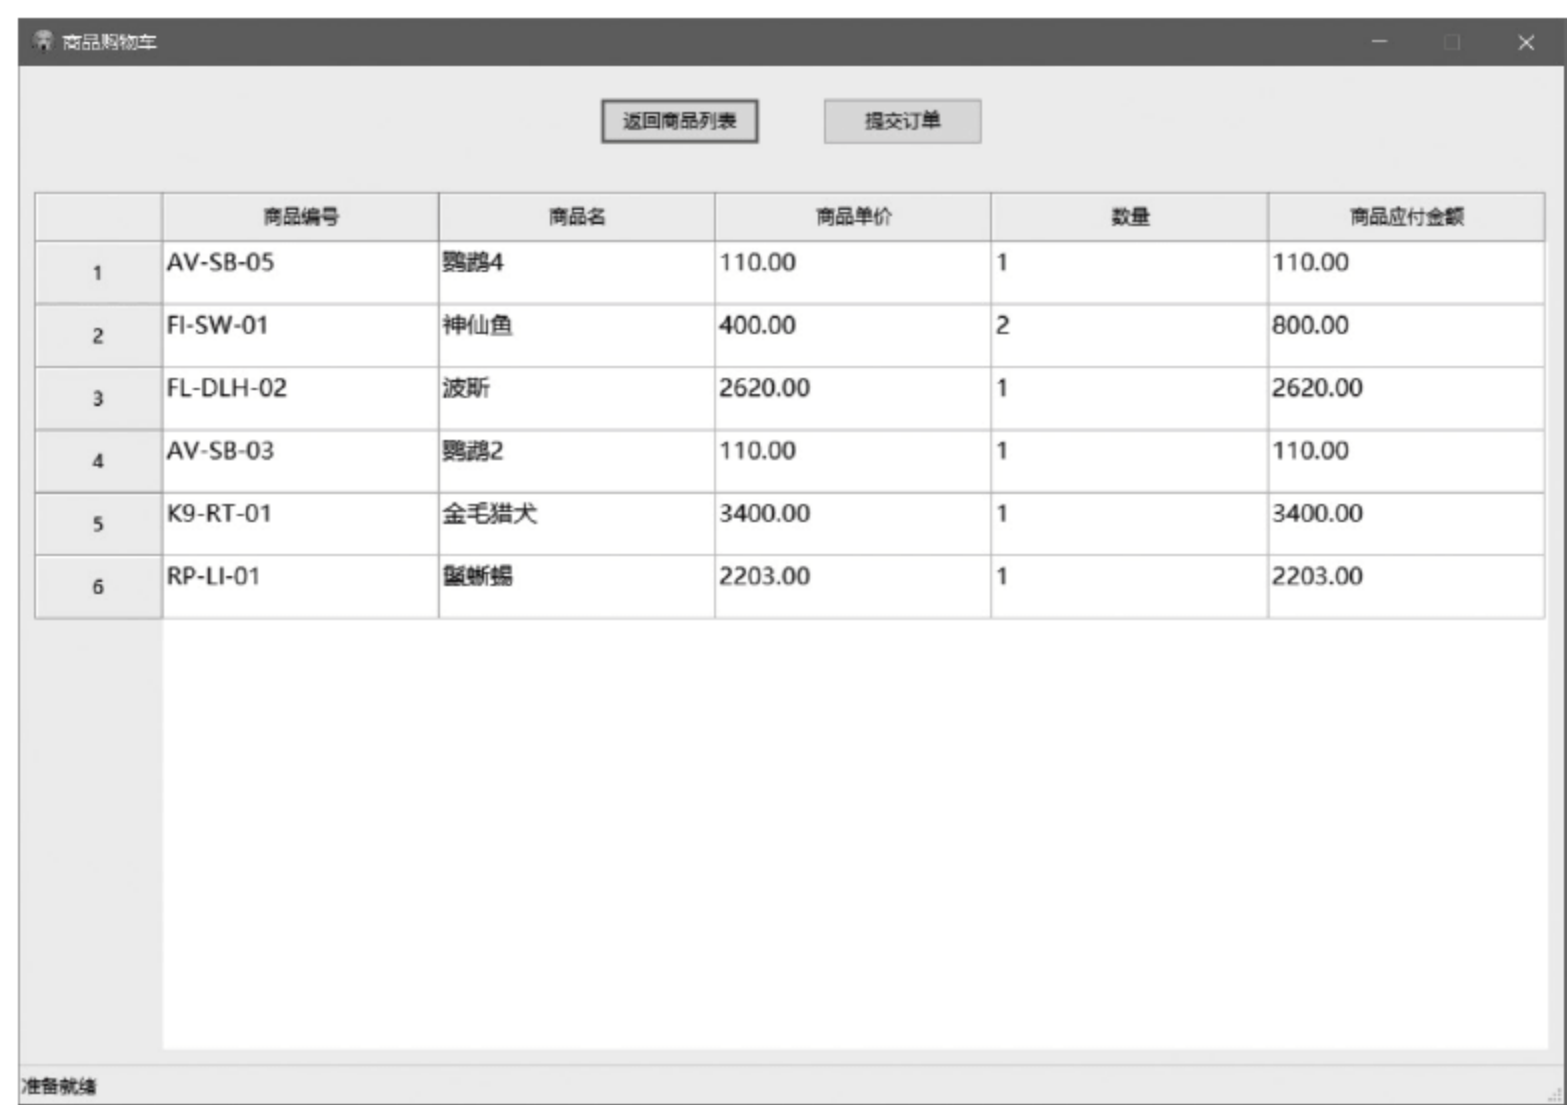 商品购物车
返回商品列表 提交订单
商品编号 商品名 商品单价 数量 商品应付金额
1 AV-SB-05 鹦鹉4 110.00 1 110.00
2 FI-SW-01 神仙鱼 400.00 2 800.00
3 FL-DLH-02 波斯 2620.00 1 2620.00
4 AV-SB-03 鹦鹉2 110.00 1 110.00
5 K9-RT-01 金毛猎犬 3400.00 1 3400.00
6 RP-LI-01 鬣蜥蜴 2203.00 1 2203.00
准备就绪